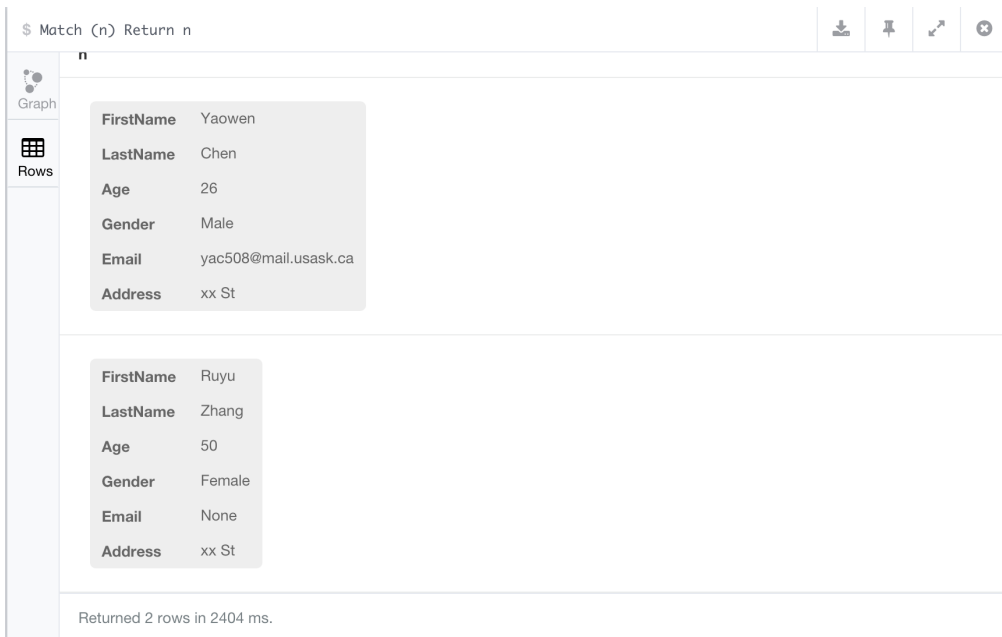 $ Match (n) Return n
n
Graph
Rows
FirstName Yaowen
LastName Chen
Age 26
Gender Male
Email yac508@mail.usask.ca
Address xx St
FirstName Ruyu
LastName Zhang
Age 50
Gender Female
Email None
Address xx St
Returned 2 rows in 2404 ms.